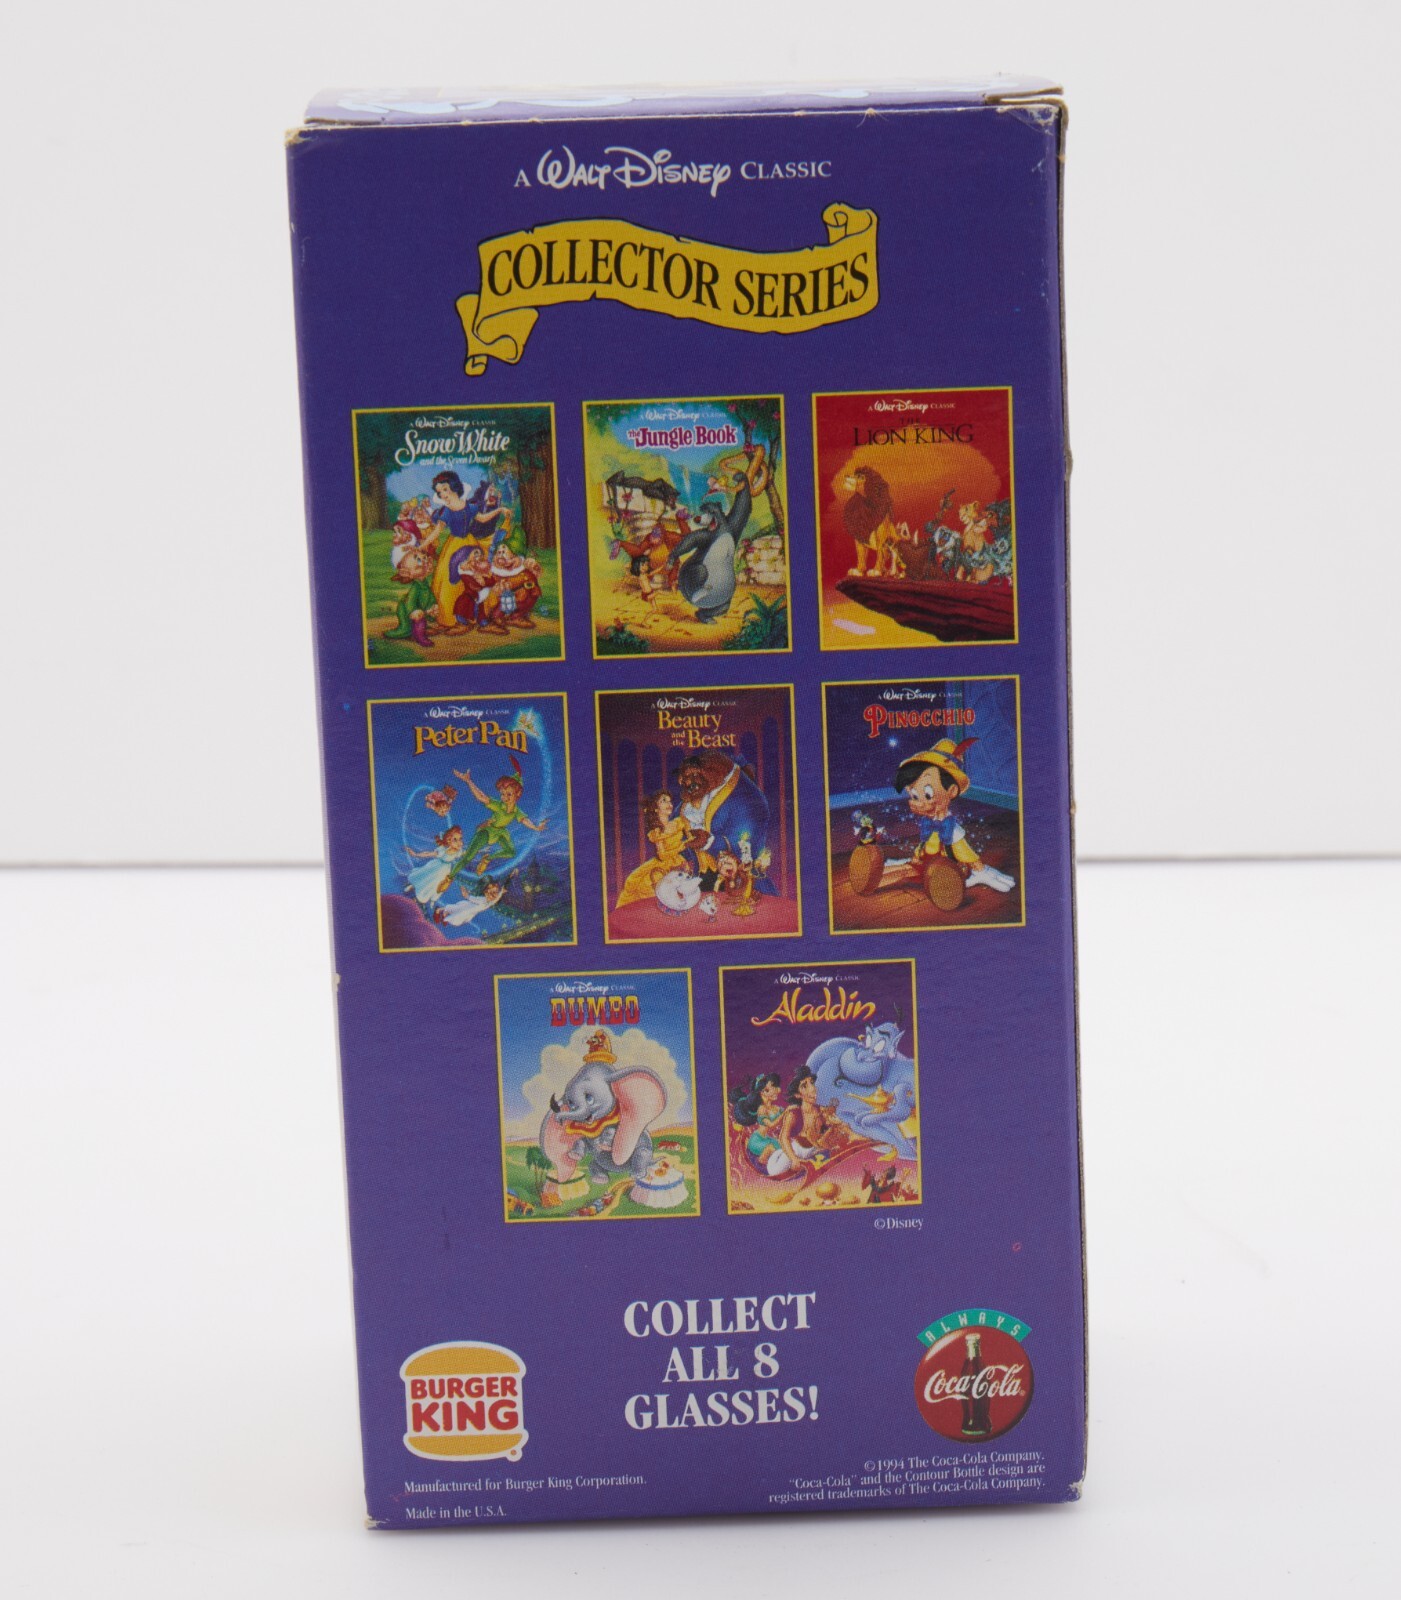 A Walt Disney Classic
COLLECTOR SERIES
A Walt Disney Classic
Snow White
and the Seven Dwarfs
A Walt Disney Classic
the Jungle Book
A Walt Disney Classic
THE
LION KING
A Walt Disney Classic
Peter Pan
A Walt Disney Classic
Beauty
and the
Beast
A Walt Disney Classic
PINOCCHIO
A Walt Disney Classic
DUMBO
A Walt Disney Classic
Aladdin
©Disney
COLLECT
ALL 8
GLASSES!
BURGER
KING®
ALWAYS
Coca-Cola®
Manufactured for Burger King Corporation.
Made in the U.S.A.
©1994 The Coca-Cola Company.
"Coca-Cola" and the Contour Bottle design are
registered trademarks of The Coca-Cola Company.